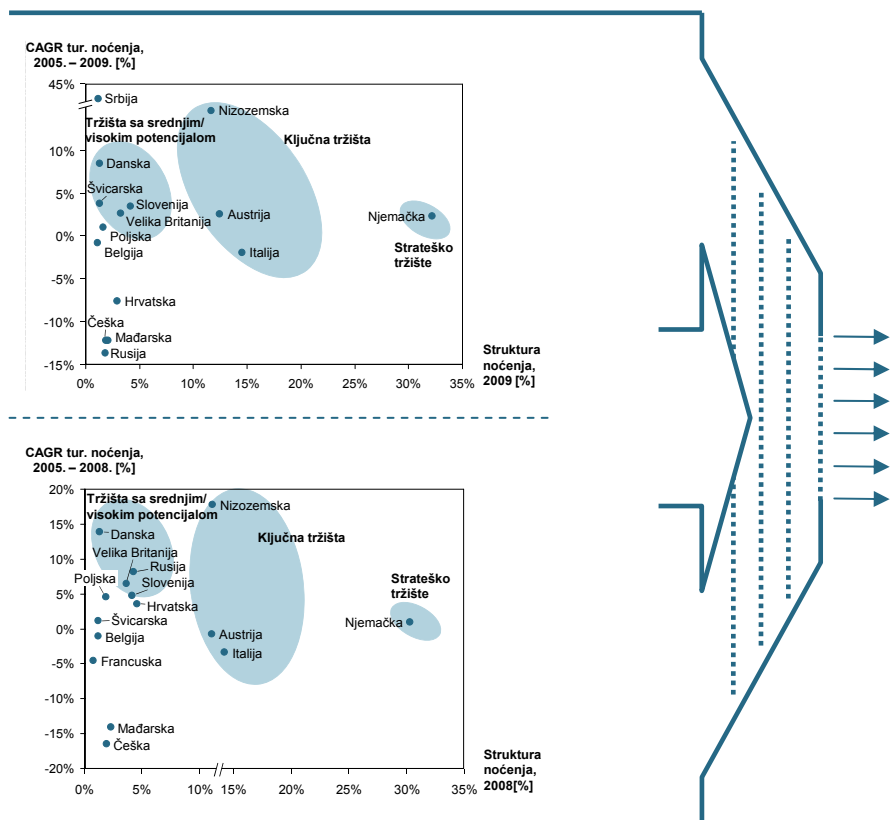 CAGR tur. noćenja,
2005. – 2009. [%]
45%
Srbija
Nizozemska
Tržišta sa srednjim/
visokim potencijalom
Ključna tržišta
10%
Danska
Švicarska
5%
Slovenija
Austrija
Njemačka
Velika Britanija
0%
Poljska
Belgija
Italija
Strateško
tržište
-5%
Hrvatska
-10%
Češka
Mađarska
Rusija
-15%
0%
5%
10%
15%
20%
25%
30%
35%
Struktura
noćenja,
2009 [%]
CAGR tur. noćenja,
2005. – 2008. [%]
20%
Tržišta sa srednjim/
visokim potencijalom
Nizozemska
15%
Danska
Ključna tržišta
Velika Britanija
10%
Rusija
Poljska
Slovenija
Strateško
tržište
5%
Hrvatska
Švicarska
Njemačka
0%
Belgija
Austrija
Francuska
Italija
-5%
-10%
Mađarska
-15%
Češka
-20%
0%
5%
10%
15%
20%
25%
30%
35%
Struktura
noćenja,
2008[%]